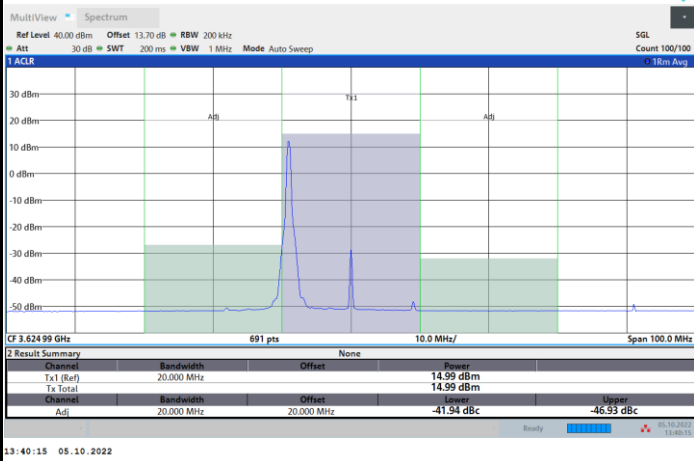 MultiView Spectrum
Ref Level 40.00 dBm Offset 13.70 dB RBW 200 kHz SGL
Att 30 dB SWT 200 ms VBW 1 MHz Mode Auto Sweep Count 100/100
1 ACLR 1Rm Avg
30 dBm
Tx1
20 dBm
Adj Adj
10 dBm
0 dBm
-10 dBm
-20 dBm
-30 dBm
-40 dBm
-50 dBm
CF 3.62499 GHz 691 pts 10.0 MHz/ Span 100.0 MHz
2 Result Summary None
Channel Bandwidth Offset Power
Tx1 (Ref) 20.000 MHz 14.99 dBm
Tx Total 14.99 dBm
Channel Bandwidth Offset Lower Upper
Adj 20.000 MHz 20.000 MHz -41.94 dBc -46.93 dBc
Ready 05.10.2022
13:40:15
13:40:15 05.10.2022